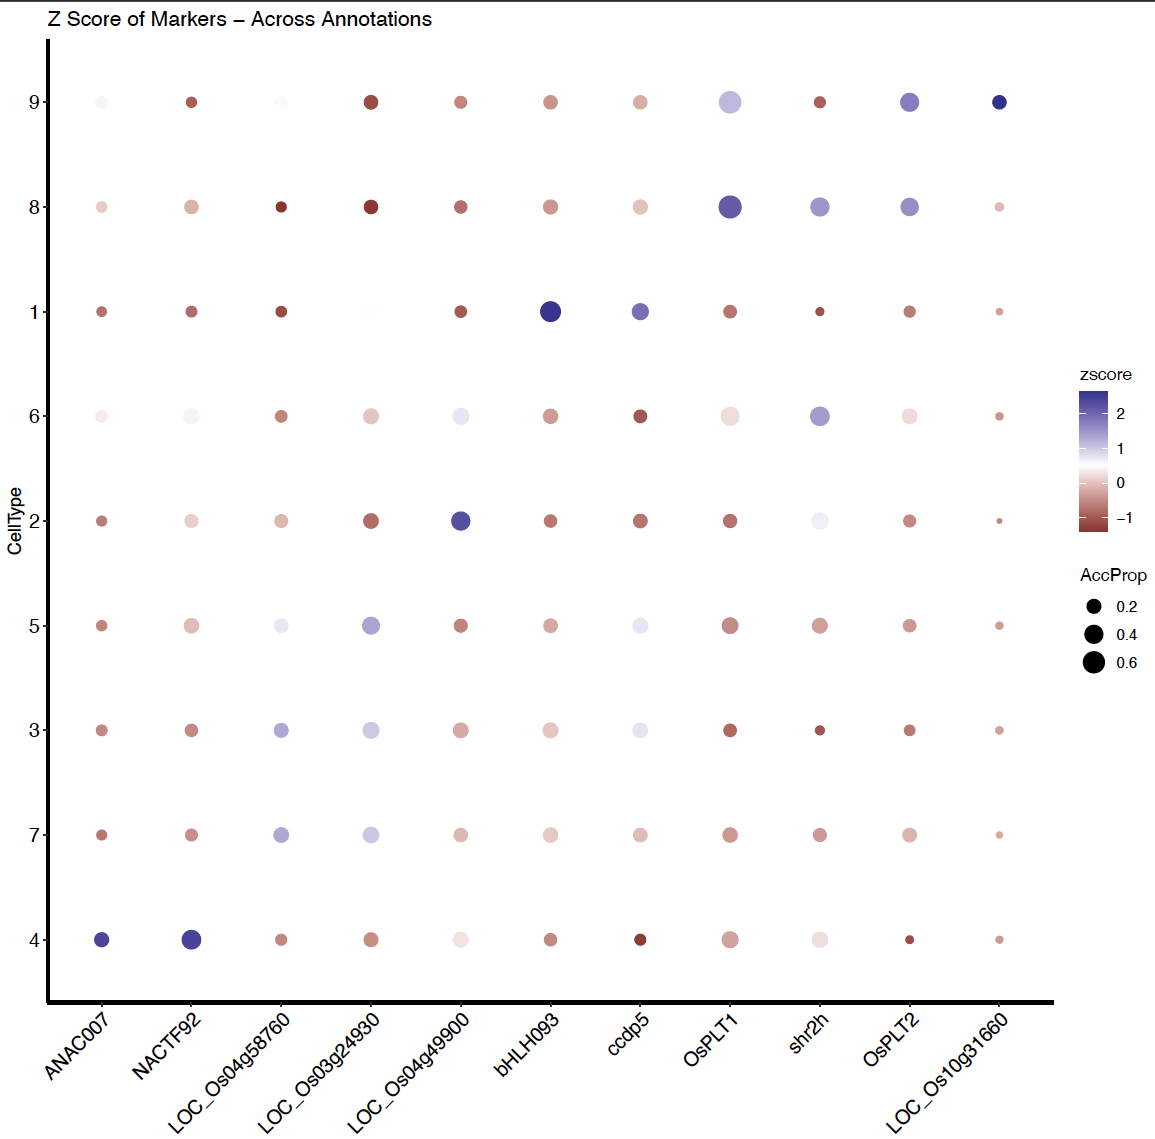 Z Score of Markers – Across Annotations
CellType
9
8
1
6
2
5
3
7
4
ANAC007
NACTF92
LOC_Os04g58760
LOC_Os03g24930
LOC_Os04g49900
bHLH093
ccdp5
OsPLT1
shr2h
OsPLT2
LOC_Os10g31660
zscore
2
1
0
−1
AccProp
0.2
0.4
0.6